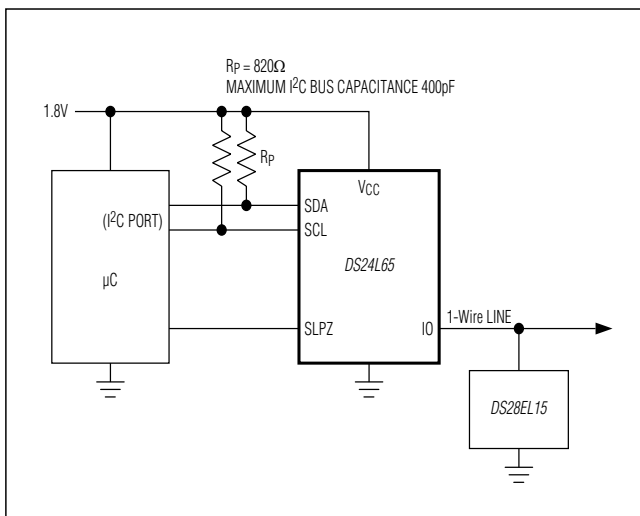 RP = 820Ω
MAXIMUM I²C BUS CAPACITANCE 400pF
1.8V
RP
VCC
(I²C PORT)
SDA
SCL
µC
DS24L65
SLPZ
IO
1-Wire LINE
DS28EL15